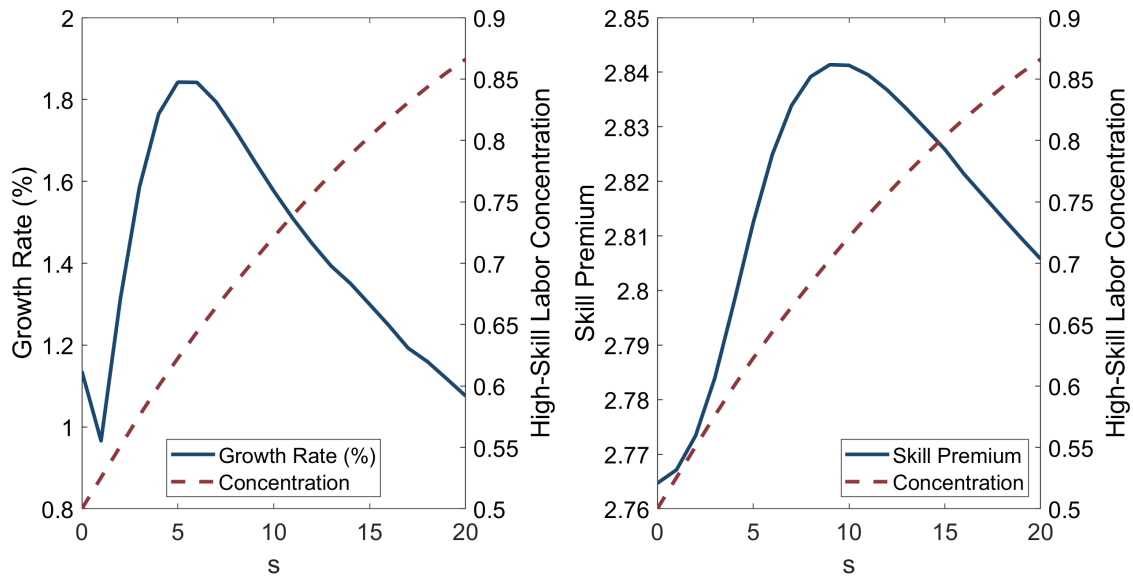 2
1.8
1.6
1.4
1.2
1
0.8
Growth Rate (%)
0.9
0.85
0.8
0.75
0.7
0.65
0.6
0.55
0.5
High-Skill Labor Concentration
Growth Rate (%)
Concentration
0 5 10 15 20
s
2.85
2.84
2.83
2.82
2.81
2.8
2.79
2.78
2.77
2.76
Skill Premium
0.9
0.85
0.8
0.75
0.7
0.65
0.6
0.55
0.5
High-Skill Labor Concentration
Skill Premium
Concentration
0 5 10 15 20
s